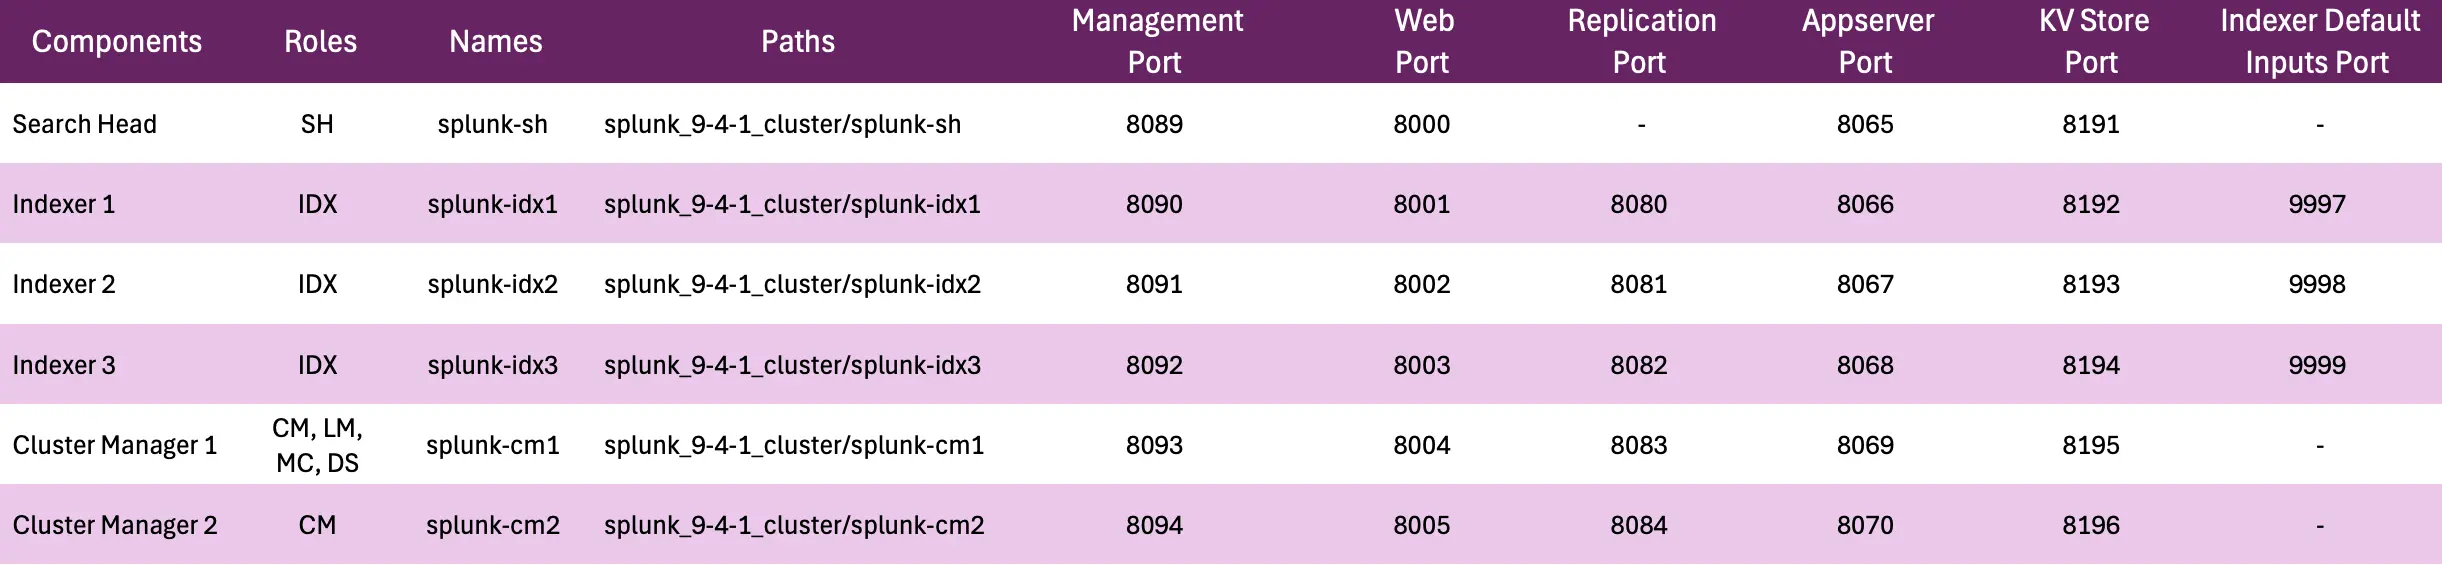 Components Roles Names Paths Management Port Web Port Replication Port Appserver Port KV Store Port Indexer Default Inputs Port
Search Head SH splunk-sh splunk_9-4-1_cluster/splunk-sh 8089 8000 - 8065 8191 -
Indexer 1 IDX splunk-idx1 splunk_9-4-1_cluster/splunk-idx1 8090 8001 8080 8066 8192 9997
Indexer 2 IDX splunk-idx2 splunk_9-4-1_cluster/splunk-idx2 8091 8002 8081 8067 8193 9998
Indexer 3 IDX splunk-idx3 splunk_9-4-1_cluster/splunk-idx3 8092 8003 8082 8068 8194 9999
Cluster Manager 1 CM, LM, MC, DS splunk-cm1 splunk_9-4-1_cluster/splunk-cm1 8093 8004 8083 8069 8195 -
Cluster Manager 2 CM splunk-cm2 splunk_9-4-1_cluster/splunk-cm2 8094 8005 8084 8070 8196 -